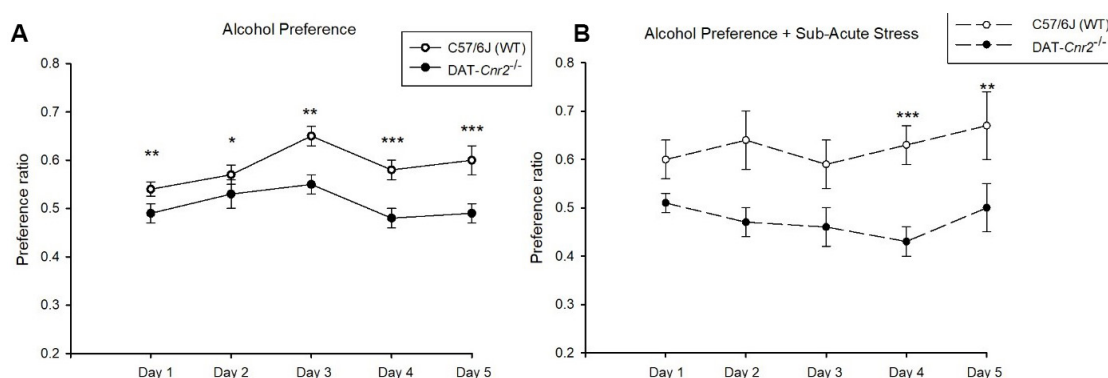 A
Alcohol Preference
C57/6J (WT)
DAT-Cnr2-/-
Preference ratio
0.8
0.7
0.6
0.5
0.4
0.3
0.2
**
*
**
***
***
Day 1 Day 2 Day 3 Day 4 Day 5
B
Alcohol Preference + Sub-Acute Stress
C57/6J (WT)
DAT-Cnr2-/-
Preference ratio
0.8
0.7
0.6
0.5
0.4
0.3
0.2
***
**
Day 1 Day 2 Day 3 Day 4 Day 5